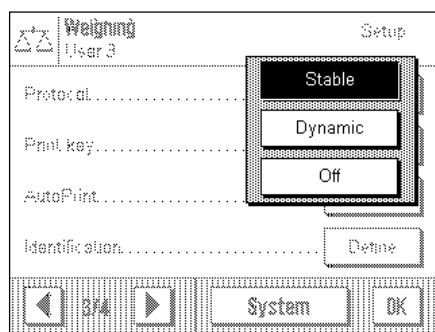 Weighing
User 3
Setup
Protocol
Stable
Print key
Dynamic
AutoPrint
Off
Identification
Define
3/4
System
OK